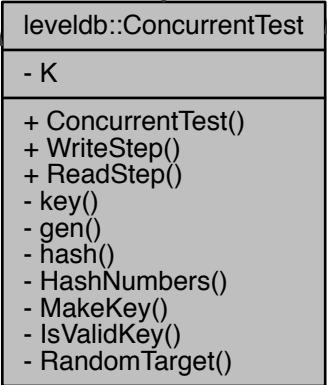 leveldb::ConcurrentTest
- K
+ ConcurrentTest()
+ WriteStep()
+ ReadStep()
- key()
- gen()
- hash()
- HashNumbers()
- MakeKey()
- IsValidKey()
- RandomTarget()